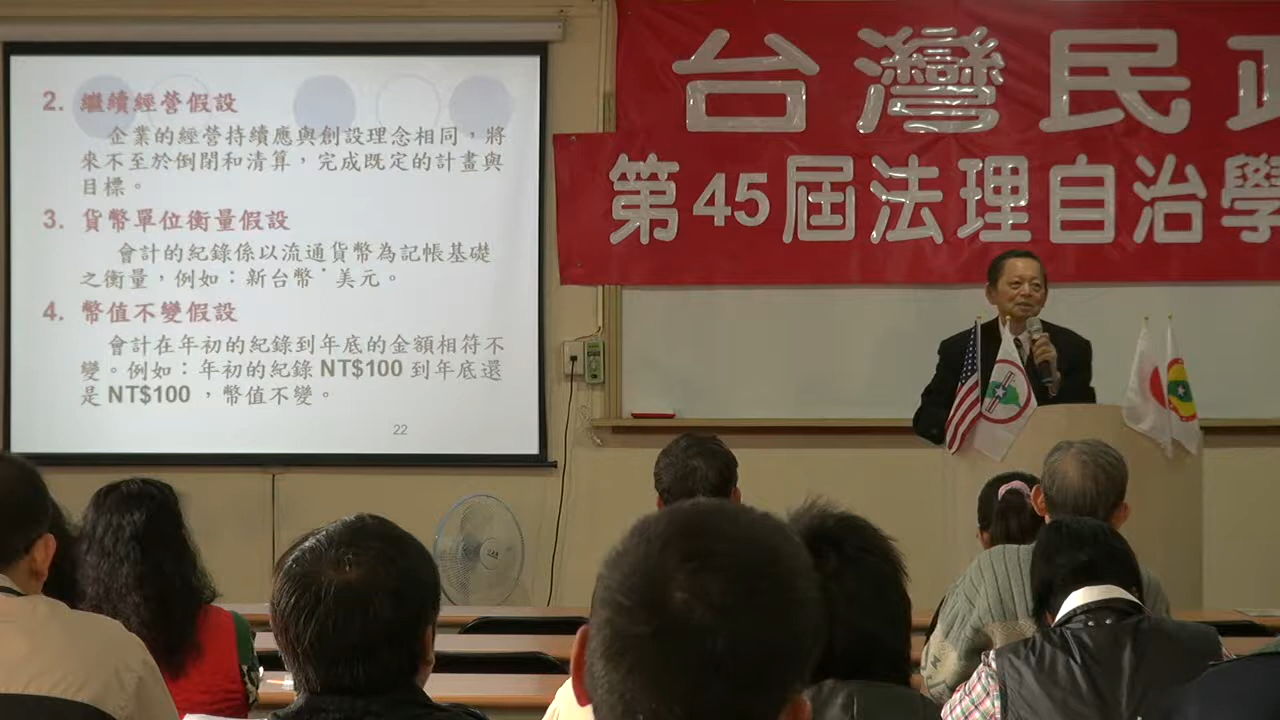 2. 繼續經營假設
企業的經營持續應與創設理念相同，將
來不至於倒閉和清算，完成既定的計畫與
目標。
3. 貨幣單位衡量假設
會計的紀錄係以流通貨幣為記帳基礎
之衡量，例如：新台幣、美元。
4. 幣值不變假設
會計在年初的紀錄到年底的金額相符不
變。例如：年初的紀錄 NT$100 到年底還
是 NT$100 ，幣值不變。
22
台灣民政
第45屆法理自治學